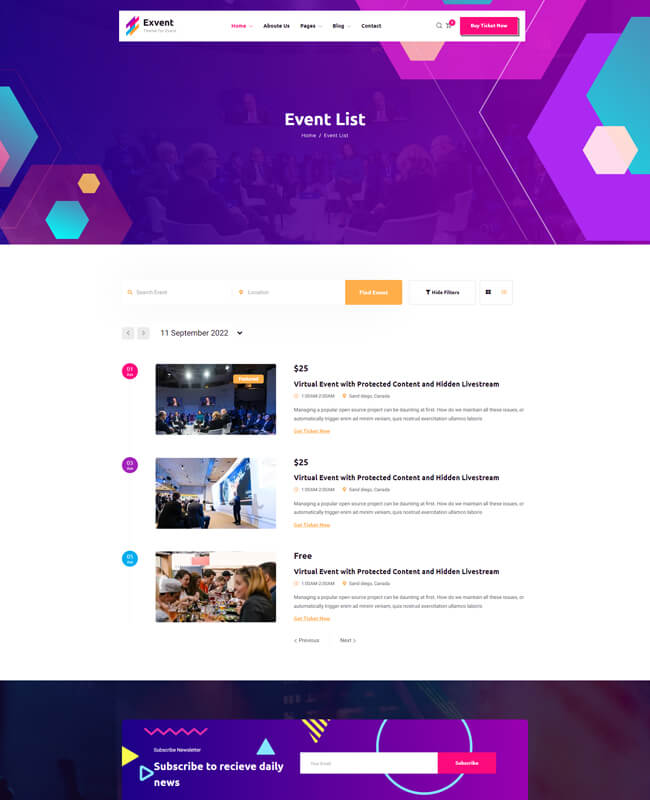 Exvent
Theme for Event
Home
Aboute Us
Pages
Blog
Contact
Buy Ticket Now
Event List
Home / Event List
Search Event
Location
Find Event
Hide Filters
11 September 2022
01
$25
Featured
Virtual Event with Protected Content and Hidden Livestream
1:00AM-2:00AM
Sand diego, Canada
Managing a popular open source project can be daunting at first. How do we maintain all these issues, or
automatically trigger enim ad minim veniam, quis nostrud exercitation ullamco laboris
Get Ticket Now
03
$25
Virtual Event with Protected Content and Hidden Livestream
1:00AM-2:00AM
Sand diego, Canada
Managing a popular open source project can be daunting at first. How do we maintain all these issues, or
automatically trigger enim ad minim veniam, quis nostrud exercitation ullamco laboris
Get Ticket Now
05
Free
Virtual Event with Protected Content and Hidden Livestream
1:00AM-2:00AM
Sand diego, Canada
Managing a popular open source project can be daunting at first. How do we maintain all these issues, or
automatically trigger enim ad minim veniam, quis nostrud exercitation ullamco laboris
Get Ticket Now
< Previous
Next >
Subscribe Newsletter
Subscribe to recieve daily
news
Your Email
Subscribe